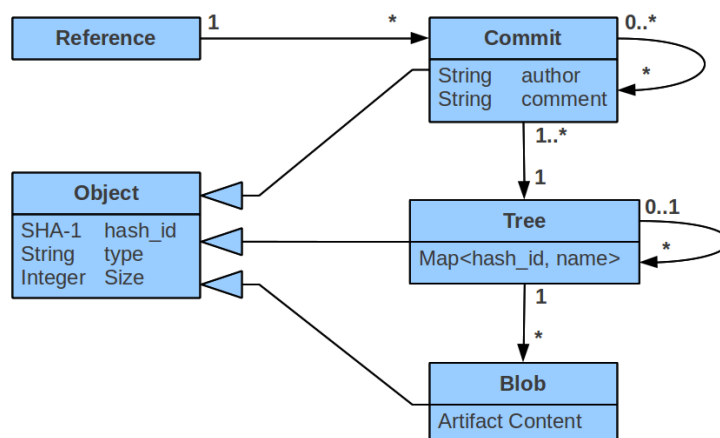 Reference
1
*
Commit
0..*
String author
String comment
*
1..*
1
Object
SHA-1 hash_id
String type
Integer Size
Tree
0..1
Map<hash_id, name>
*
1
*
Blob
Artifact Content